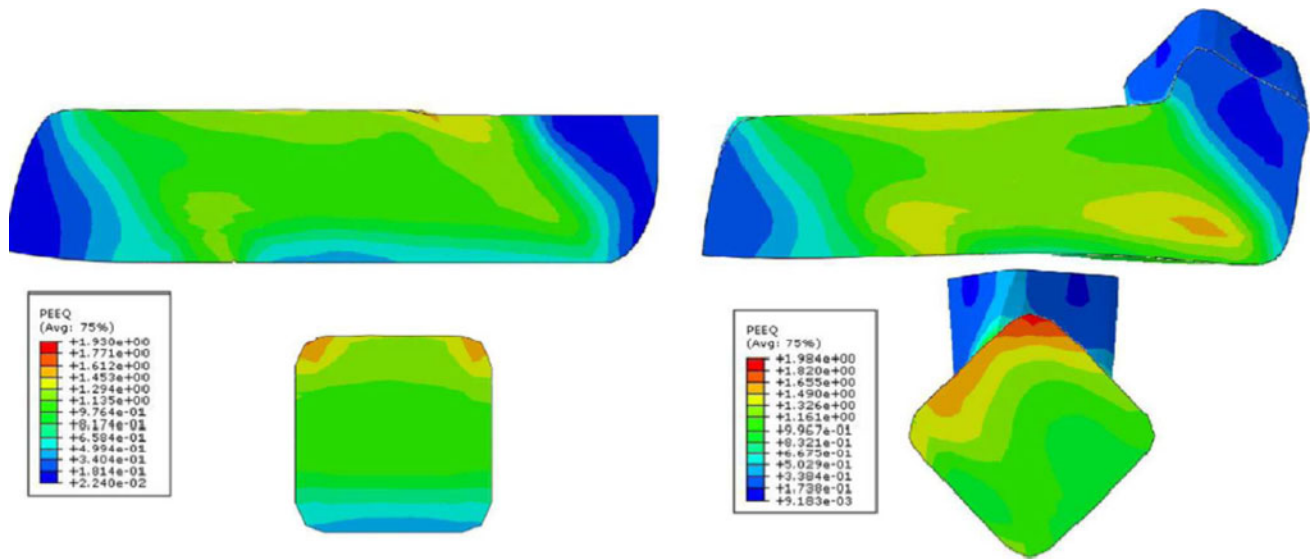 PEEQ
(Avg: 75%)
+1.930e+00
+1.771e+00
+1.612e+00
+1.453e+00
+1.294e+00
+1.135e+00
+9.764e-01
+8.174e-01
+6.584e-01
+4.994e-01
+3.404e-01
+1.814e-01
+2.240e-02
PEEQ
(Avg: 75%)
+1.984e+00
+1.820e+00
+1.655e+00
+1.490e+00
+1.326e+00
+1.161e+00
+9.967e-01
+8.321e-01
+6.675e-01
+5.029e-01
+3.384e-01
+1.738e-01
+9.183e-03